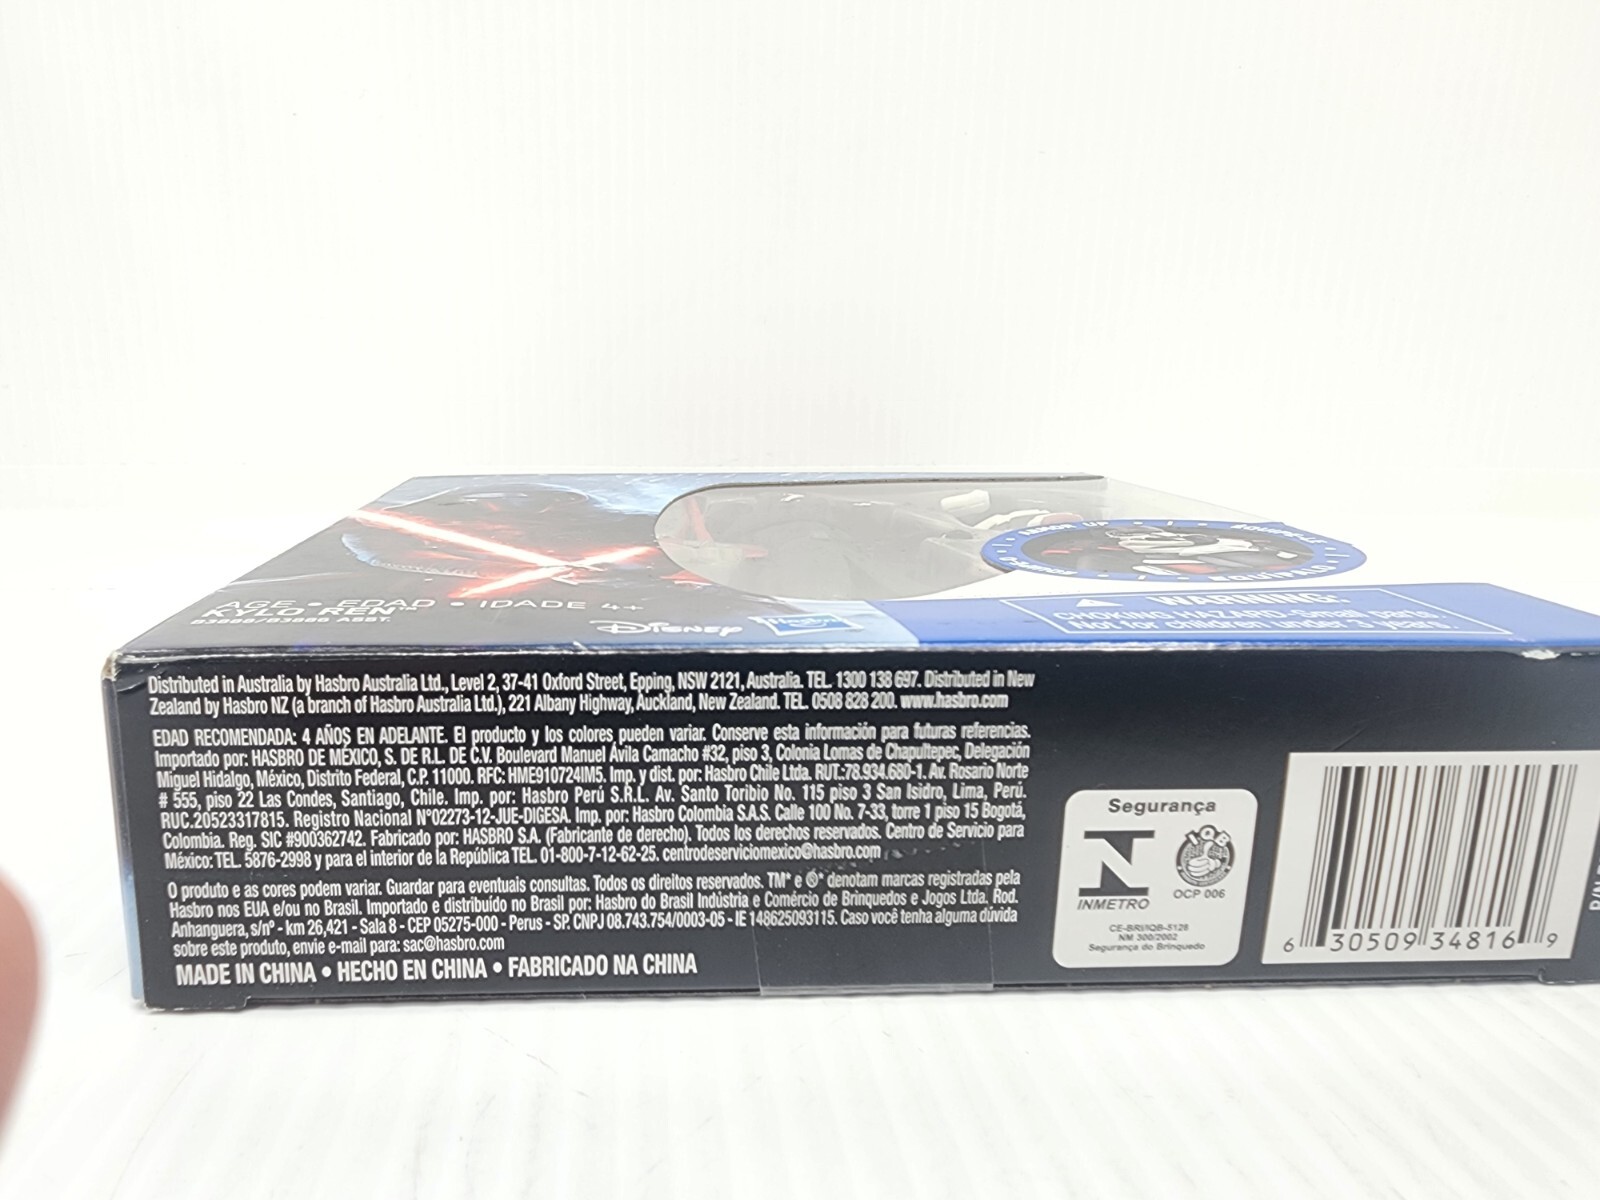 ARMOR UP
ÉQUIPE-LE
EQUIPALO
AGE • EDAD • IDADE 4+
KYLO REN™
B3888/B3886 ASST.
Disney
Hasbro
WARNING:
CHOKING HAZARD–Small parts
Not for children under 3 years.
Distributed in Australia by Hasbro Australia Ltd., Level 2, 37-41 Oxford Street, Epping, NSW 2121, Australia. TEL. 1300 138 697. Distributed in New
Zealand by Hasbro NZ (a branch of Hasbro Australia Ltd.), 221 Albany Highway, Auckland, New Zealand. TEL. 0508 828 200. www.hasbro.com
EDAD RECOMENDADA: 4 AÑOS EN ADELANTE. El producto y los colores pueden variar. Conserve esta información para futuras referencias.
Importado por: HASBRO DE MÉXICO, S. DE R.L. DE C.V. Boulevard Manuel Ávila Camacho #32, piso 3, Colonia Lomas de Chapultepec, Delegación
Miguel Hidalgo, México, Distrito Federal, C.P. 11000. RFC: HME910724IM5. Imp. y dist. por: Hasbro Chile Ltda. RUT.:78.934.680-1. Av. Rosario Norte
# 555, piso 22 Las Condes, Santiago, Chile. Imp. por: Hasbro Perú S.R.L. Av. Santo Toribio No. 115 piso 3 San Isidro, Lima, Perú.
RUC.20523317815. Registro Nacional N°02273-12-JUE-DIGESA. Imp. por: Hasbro Colombia S.A.S. Calle 100 No. 7-33, torre 1 piso 15 Bogotá,
Colombia. Reg. SIC #900362742. Fabricado por: HASBRO S.A. (Fabricante de derecho). Todos los derechos reservados. Centro de Servicio para
México: TEL. 5876-2998 y para el interior de la República TEL. 01-800-7-12-62-25. centrodeserviciomexico@hasbro.com
O produto e as cores podem variar. Guardar para eventuais consultas. Todos os direitos reservados. TM* e ®* denotam marcas registradas pela
Hasbro nos EUA e/ou no Brasil. Importado e distribuído no Brasil por: Hasbro do Brasil Indústria e Comércio de Brinquedos e Jogos Ltda. Rod.
Anhanguera, s/nº - km 26,421 - Sala 8 - CEP 05275-000 - Perus - SP. CNPJ 08.743.754/0003-05 - IE 148625093115. Caso você tenha alguma dúvida
sobre este produto, envie e-mail para: sac@hasbro.com
MADE IN CHINA • HECHO EN CHINA • FABRICADO NA CHINA
Segurança
IQB
INMETRO
OCP 006
CE-BRI/IQB-5128
NM 300/2002
Segurança do Brinquedo
6 30509 34816 9